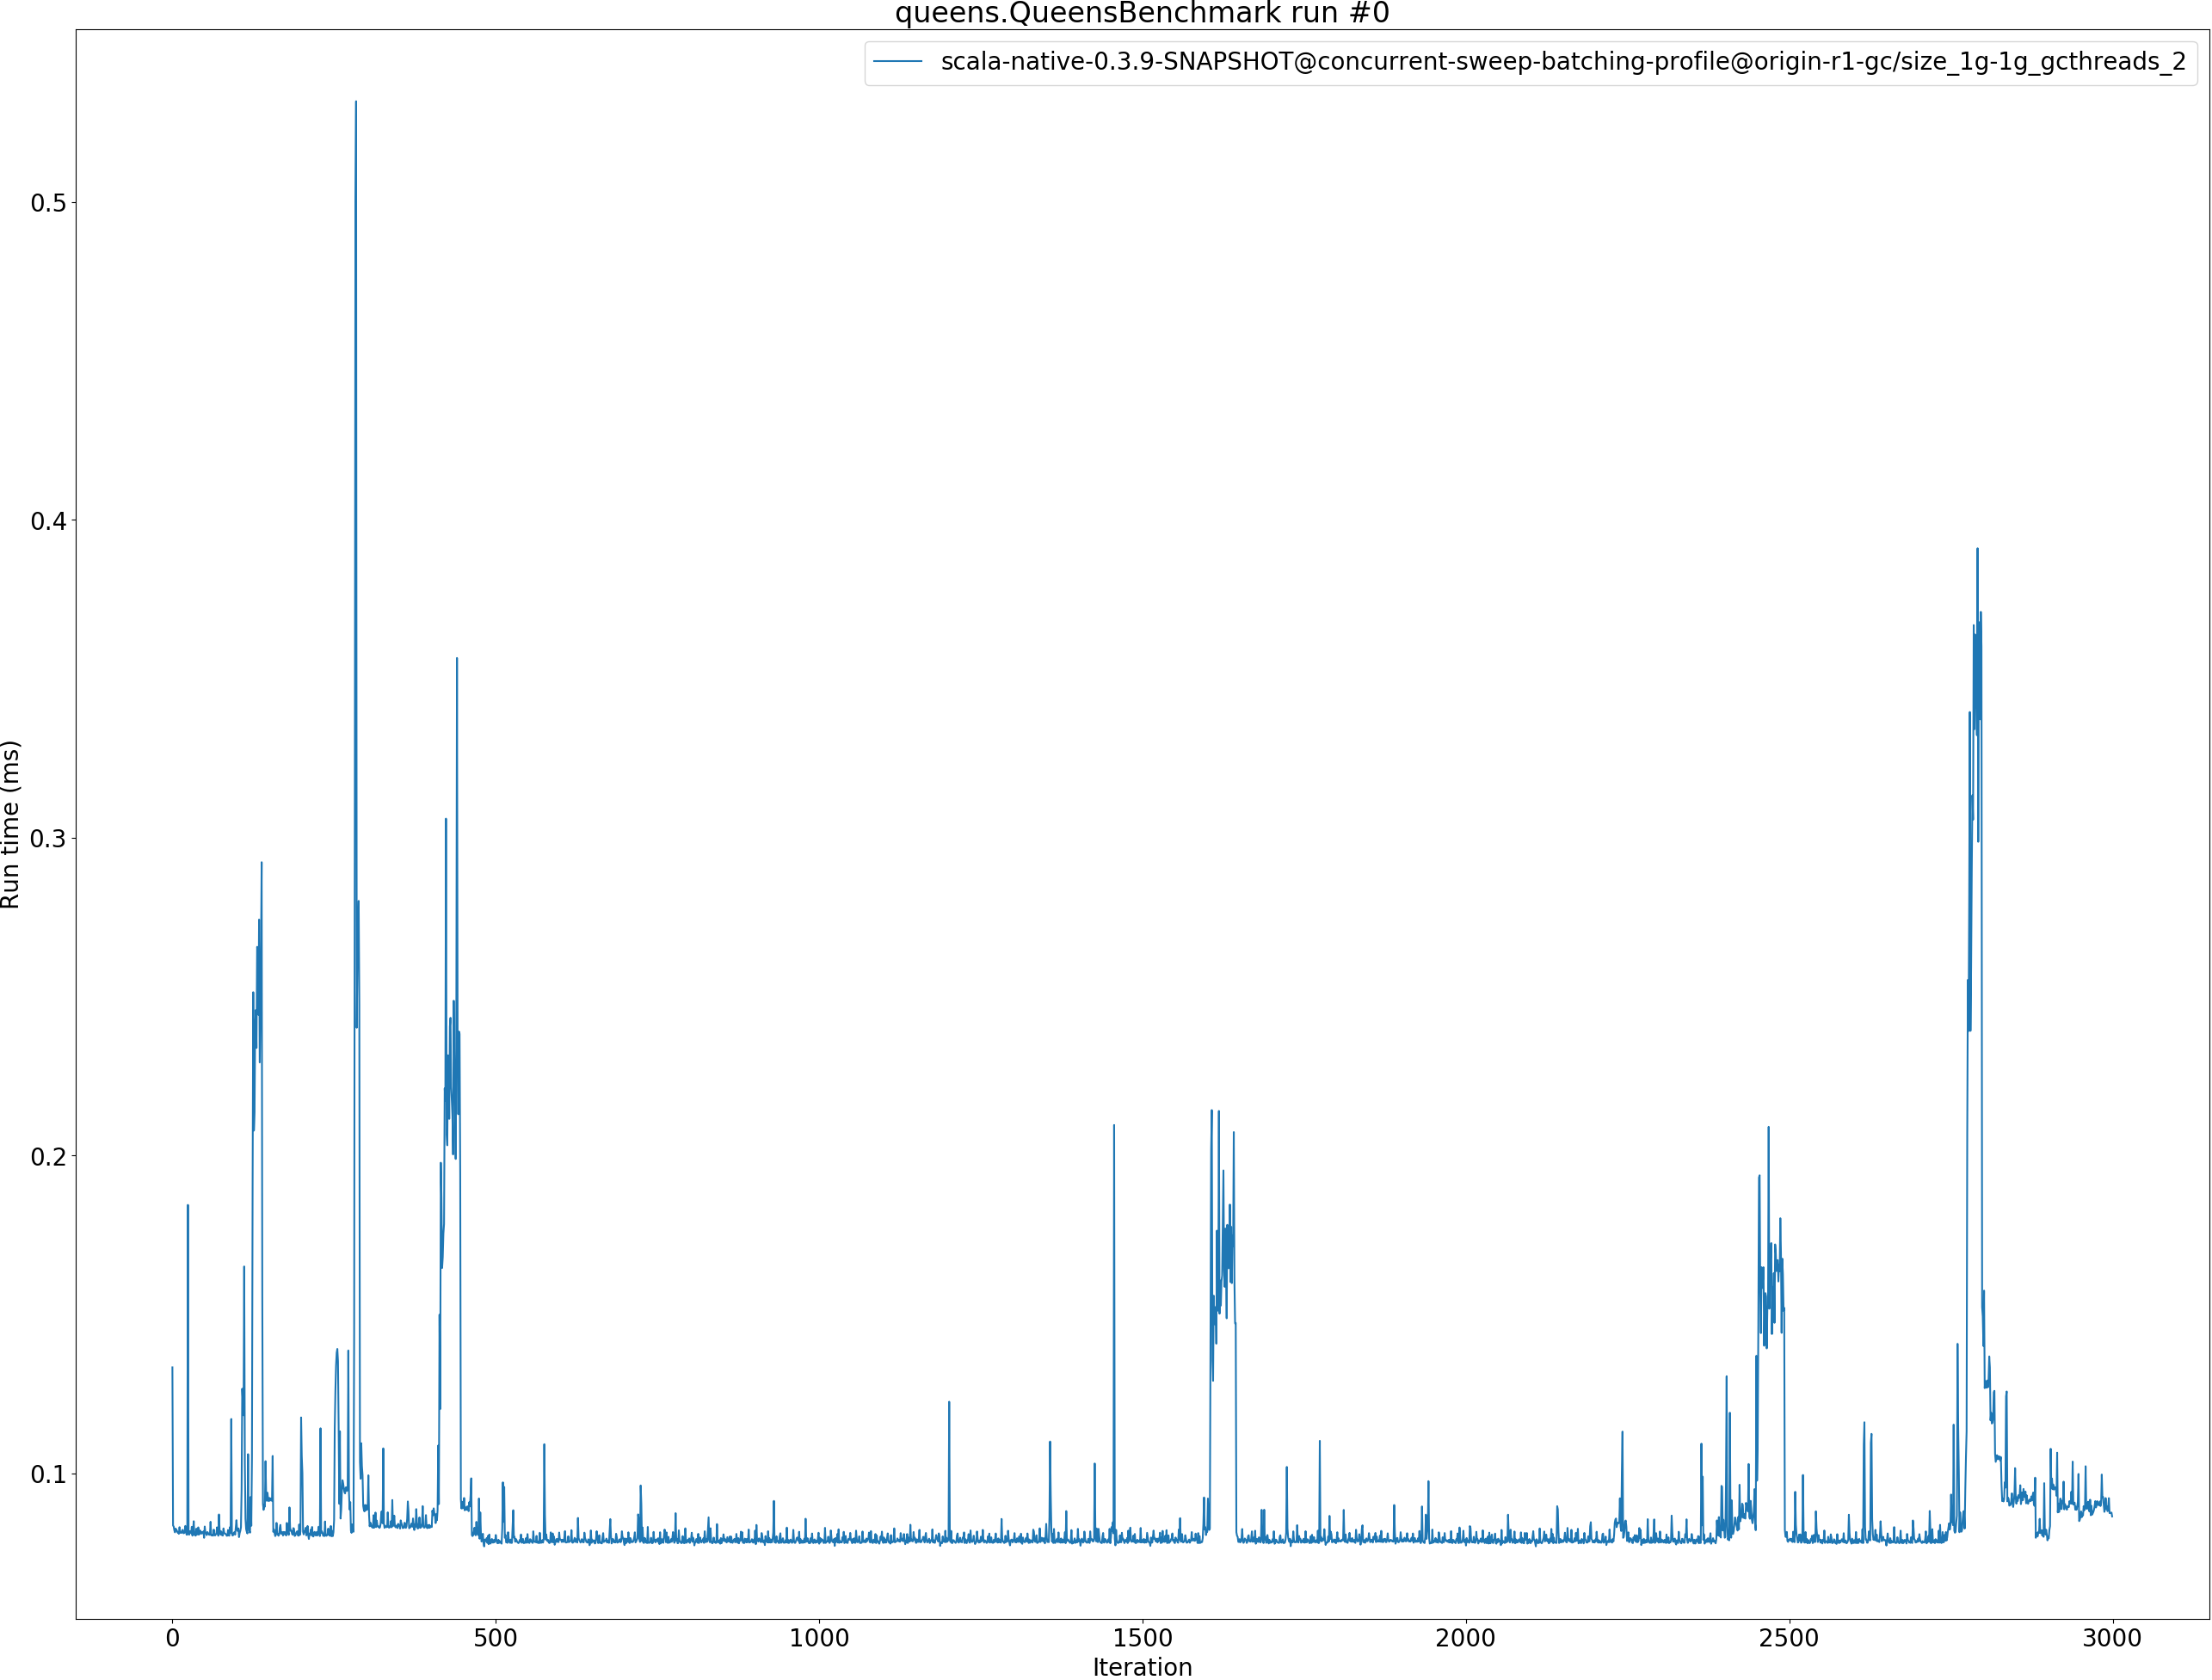 queens.QueensBenchmark run #0
scala-native-0.3.9-SNAPSHOT@concurrent-sweep-batching-profile@origin-r1-gc/size_1g-1g_gcthreads_2
Run time (ms)
0.5
0.4
0.3
0.2
0.1
0 500 1000 1500 2000 2500 3000
Iteration